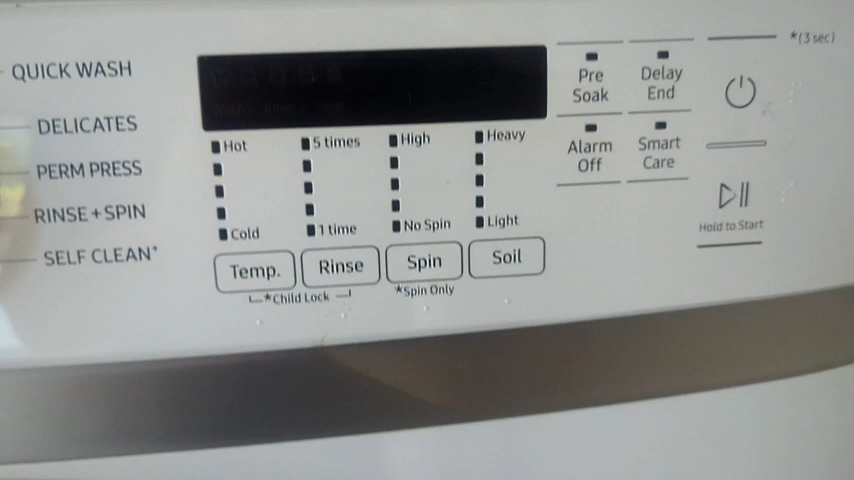 *(3 sec)
QUICK WASH
Pre Soak
Delay End
DELICATES
Hot
5 times
High
Heavy
Alarm Off
Smart Care
PERM PRESS
RINSE + SPIN
Cold
1 time
No Spin
Light
Hold to Start
SELF CLEAN*
Temp.
Rinse
Spin
Soil
*Child Lock
*Spin Only